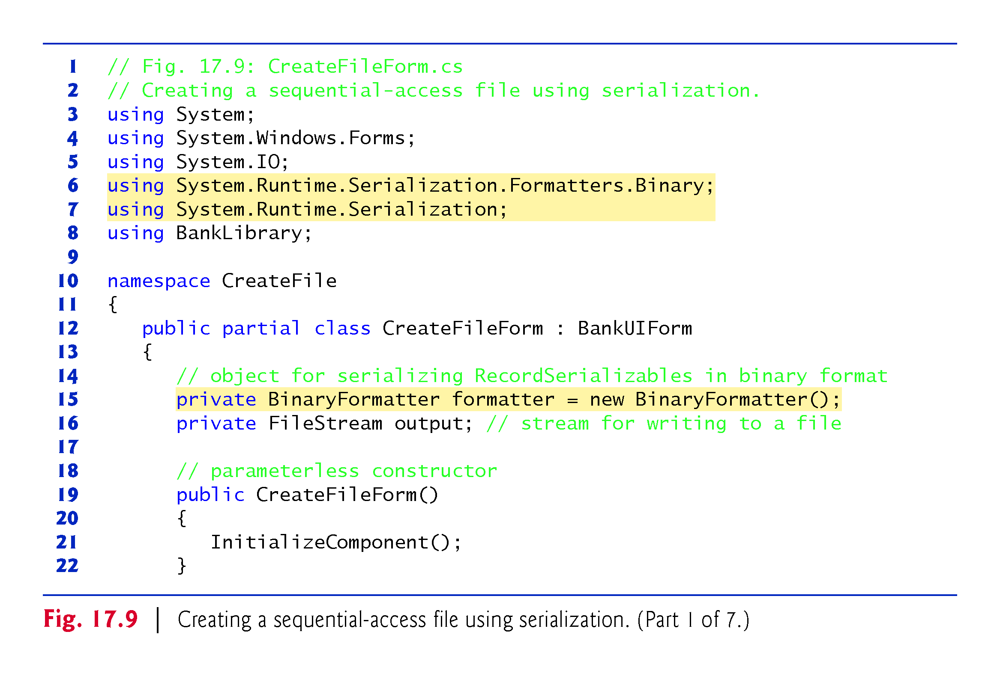 1 // Fig. 17.9: CreateFileForm.cs
2 // Creating a sequential-access file using serialization.
3 using System;
4 using System.Windows.Forms;
5 using System.IO;
6 using System.Runtime.Serialization.Formatters.Binary;
7 using System.Runtime.Serialization;
8 using BankLibrary;
9
10 namespace CreateFile
11 {
12    public partial class CreateFileForm : BankUIForm
13    {
14       // object for serializing RecordSerializables in binary format
15       private BinaryFormatter formatter = new BinaryFormatter();
16       private FileStream output; // stream for writing to a file
17
18       // parameterless constructor
19       public CreateFileForm()
20       {
21          InitializeComponent();
22       }
Fig. 17.9 | Creating a sequential-access file using serialization. (Part 1 of 7.)